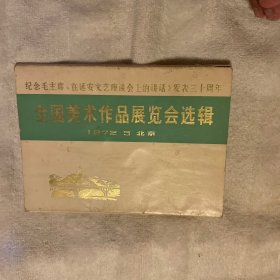 纪念毛主席《在延安文艺座谈会上的讲话》发表三十周年
全国美术作品展览会选辑
1972·5 北京